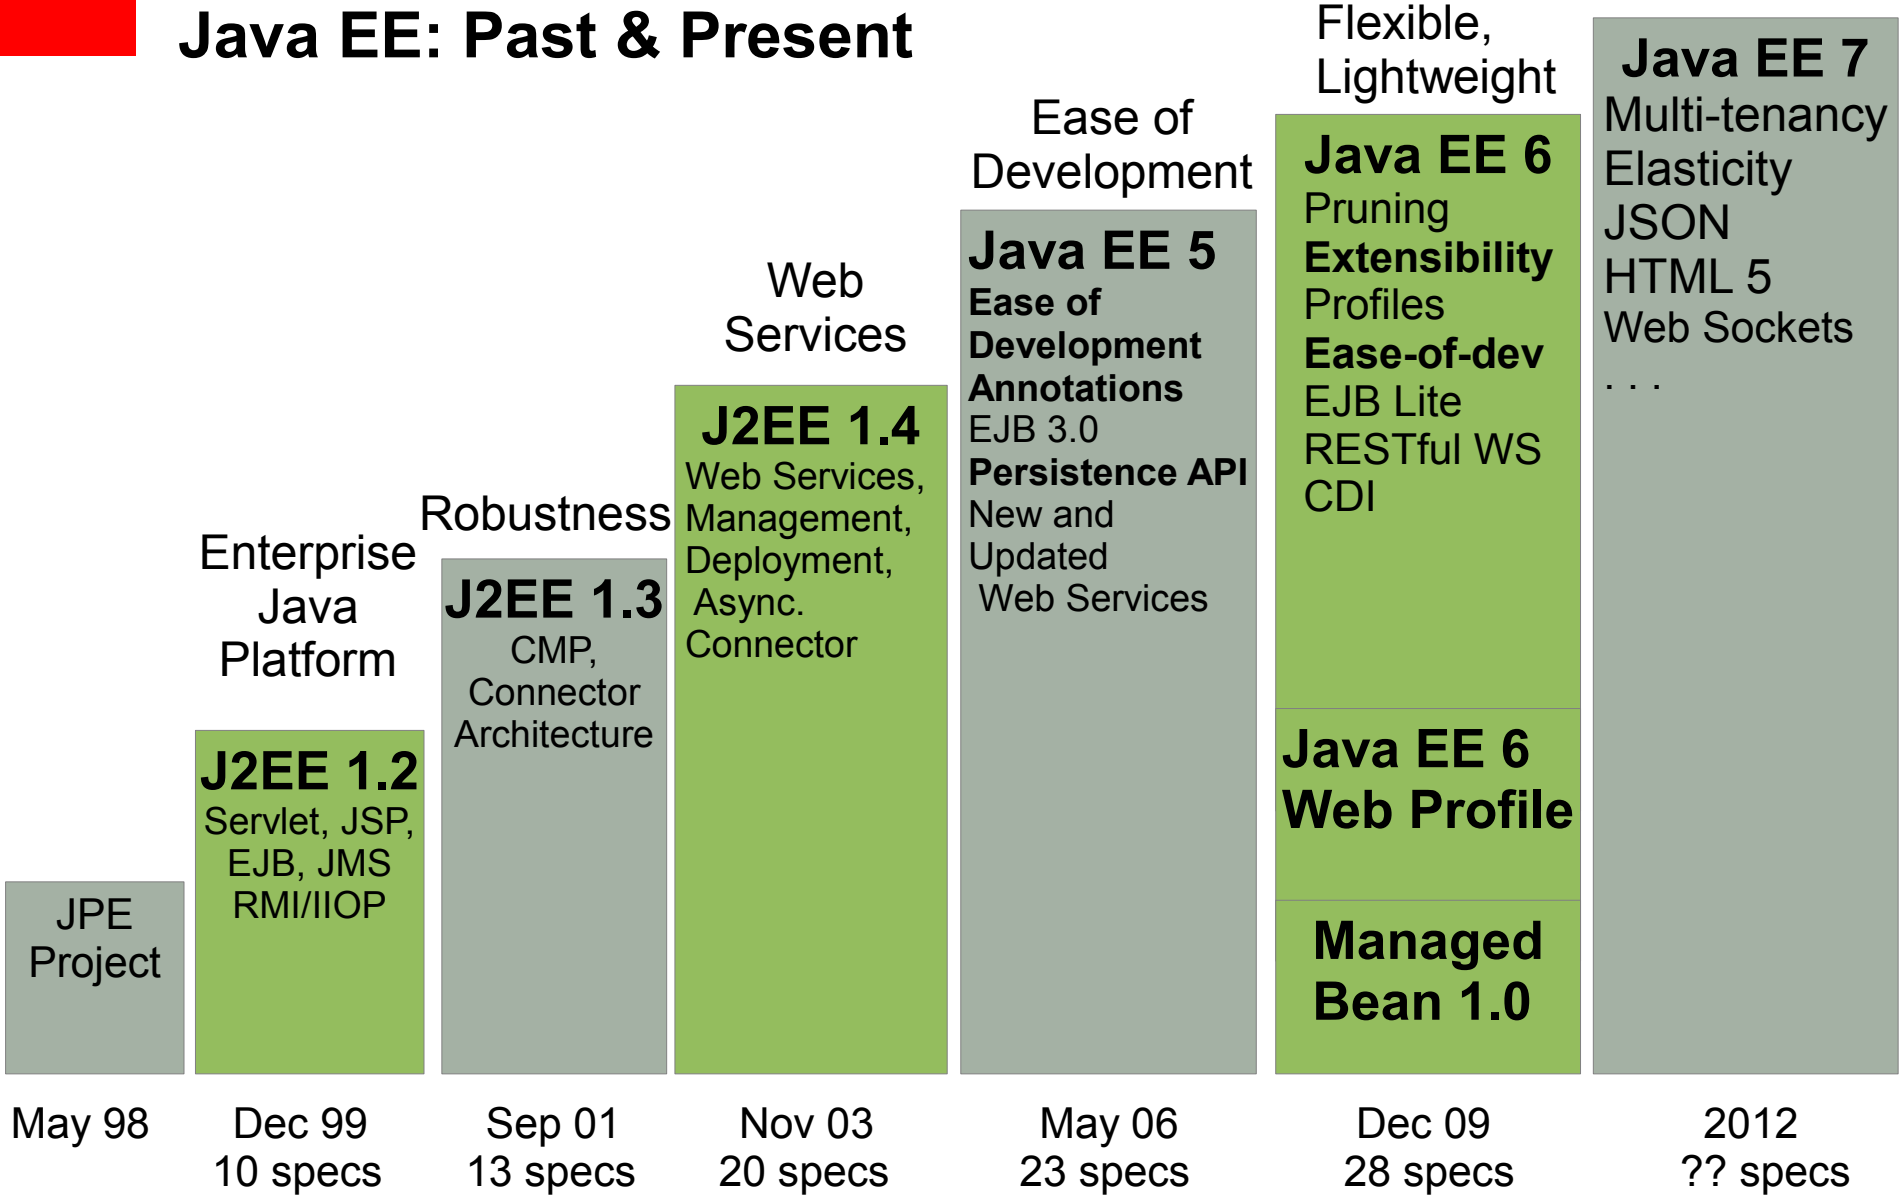 Java EE: Past & Present
JPE
Project
May 98
Enterprise
Java
Platform
J2EE 1.2
Servlet, JSP,
EJB, JMS
RMI/IIOP
Dec 99
10 specs
Robustness
J2EE 1.3
CMP,
Connector
Architecture
Sep 01
13 specs
Web
Services
J2EE 1.4
Web Services,
Management,
Deployment,
Async.
Connector
Nov 03
20 specs
Ease of
Development
Java EE 5
Ease of
Development
Annotations
EJB 3.0
Persistence API
New and
Updated
Web Services
May 06
23 specs
Flexible,
Lightweight
Java EE 6
Pruning
Extensibility
Profiles
Ease-of-dev
EJB Lite
RESTful WS
CDI
Java EE 6
Web Profile
Managed
Bean 1.0
Dec 09
28 specs
Java EE 7
Multi-tenancy
Elasticity
JSON
HTML 5
Web Sockets
. . .
2012
?? specs